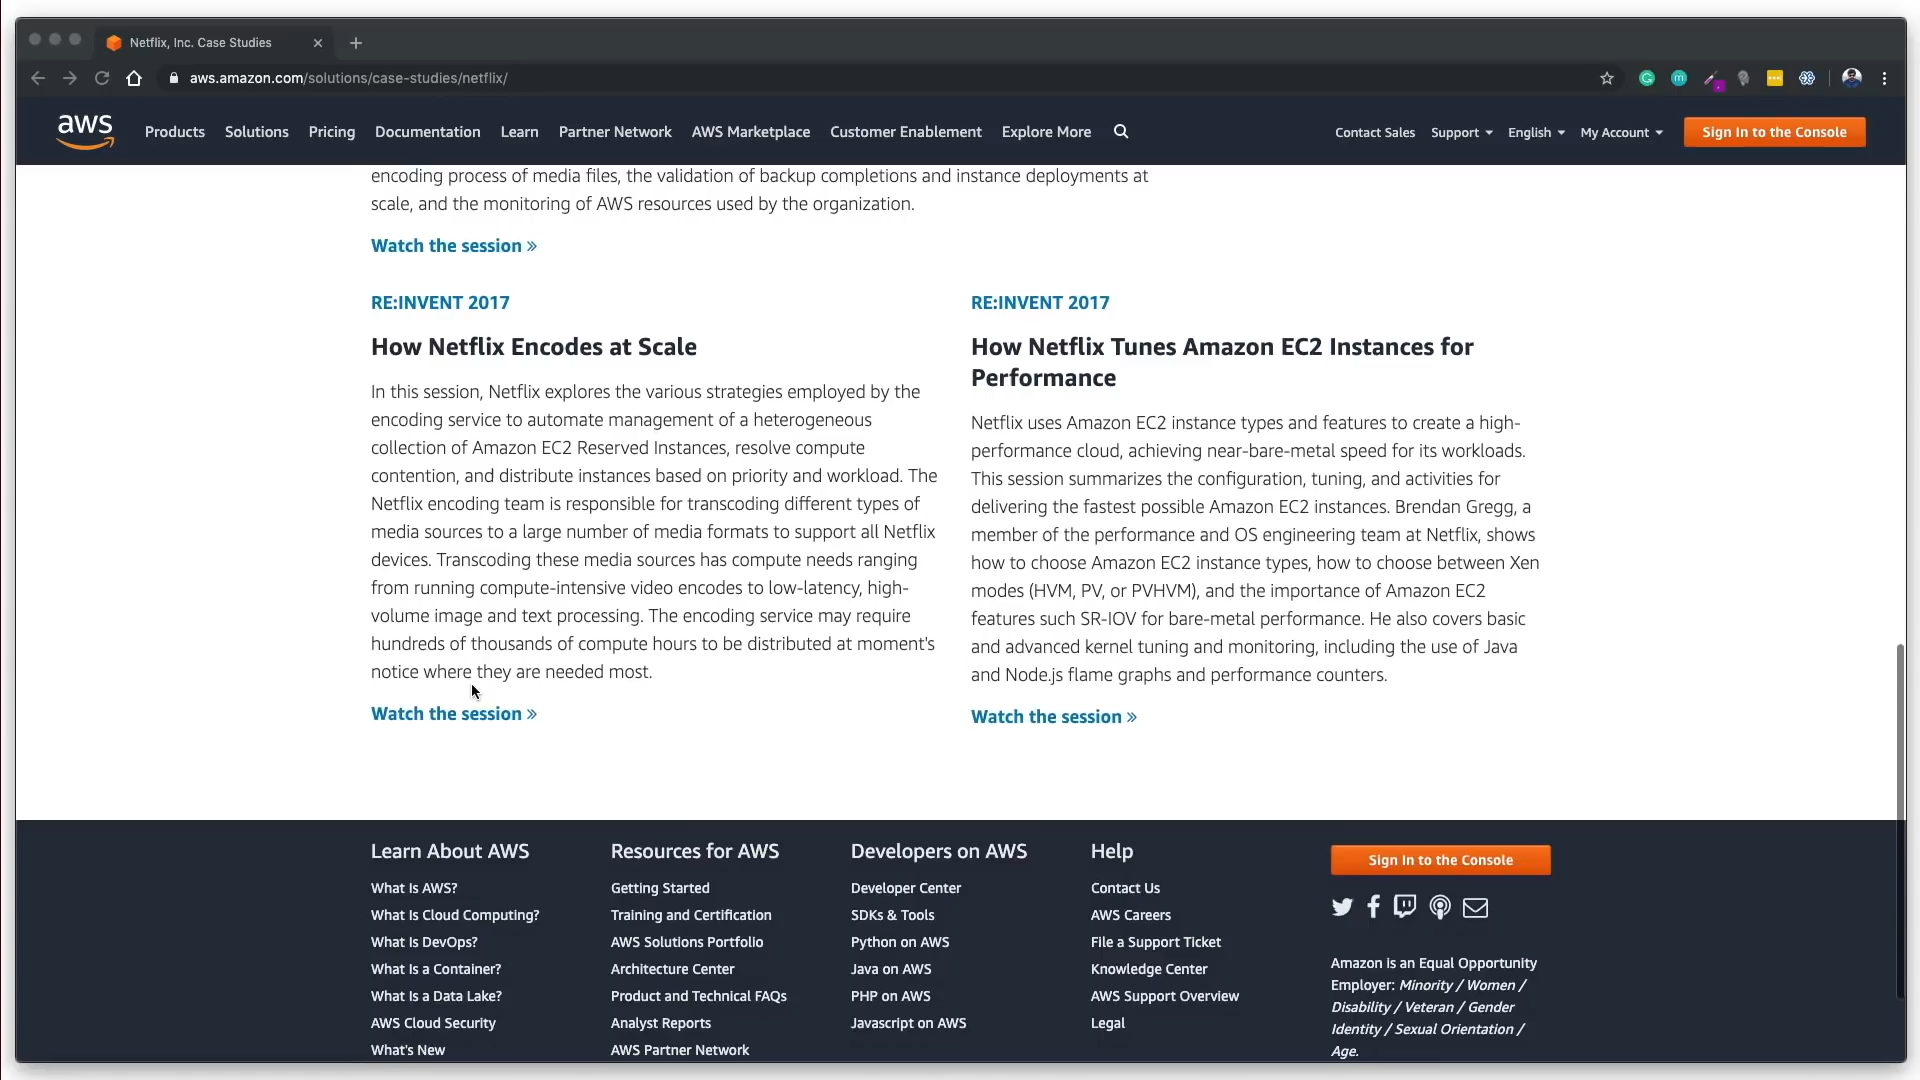 Netflix, Inc. Case Studies
aws.amazon.com/solutions/case-studies/netflix/
aws
Products Solutions Pricing Documentation Learn Partner Network AWS Marketplace Customer Enablement Explore More
Contact Sales Support English My Account Sign In to the Console
encoding process of media files, the validation of backup completions and instance deployments at
scale, and the monitoring of AWS resources used by the organization.
Watch the session »
RE:INVENT 2017
How Netflix Encodes at Scale
In this session, Netflix explores the various strategies employed by the
encoding service to automate management of a heterogeneous
collection of Amazon EC2 Reserved Instances, resolve compute
contention, and distribute instances based on priority and workload. The
Netflix encoding team is responsible for transcoding different types of
media sources to a large number of media formats to support all Netflix
devices. Transcoding these media sources has compute needs ranging
from running compute-intensive video encodes to low-latency, high-
volume image and text processing. The encoding service may require
hundreds of thousands of compute hours to be distributed at moment's
notice where they are needed most.
Watch the session »
RE:INVENT 2017
How Netflix Tunes Amazon EC2 Instances for
Performance
Netflix uses Amazon EC2 instance types and features to create a high-
performance cloud, achieving near-bare-metal speed for its workloads.
This session summarizes the configuration, tuning, and activities for
delivering the fastest possible Amazon EC2 instances. Brendan Gregg, a
member of the performance and OS engineering team at Netflix, shows
how to choose Amazon EC2 instance types, how to choose between Xen
modes (HVM, PV, or PVHVM), and the importance of Amazon EC2
features such SR-IOV for bare-metal performance. He also covers basic
and advanced kernel tuning and monitoring, including the use of Java
and Node.js flame graphs and performance counters.
Watch the session »
Learn About AWS
What Is AWS?
What Is Cloud Computing?
What Is DevOps?
What Is a Container?
What Is a Data Lake?
AWS Cloud Security
What's New
Resources for AWS
Getting Started
Training and Certification
AWS Solutions Portfolio
Architecture Center
Product and Technical FAQs
Analyst Reports
AWS Partner Network
Developers on AWS
Developer Center
SDKs & Tools
Python on AWS
Java on AWS
PHP on AWS
Javascript on AWS
Help
Contact Us
AWS Careers
File a Support Ticket
Knowledge Center
AWS Support Overview
Legal
Sign In to the Console
Amazon is an Equal Opportunity
Employer: Minority / Women /
Disability / Veteran / Gender
Identity / Sexual Orientation /
Age.